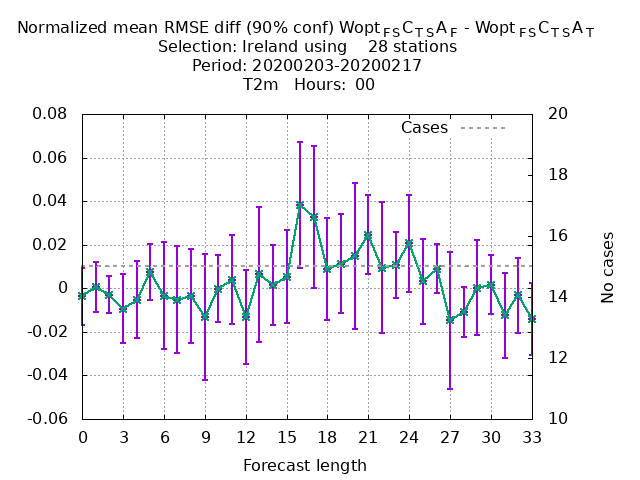 Normalized mean RMSE diff (90% conf) Wopt FS C TS A F - Wopt FS C TS A T
Selection: Ireland using 28 stations
Period: 20200203-20200217
T2m Hours: 00
0.08 20
Cases
0.06
18
0.04
16
0.02
0 14
-0.02
12
-0.04
-0.06 10
No cases
0 3 6 9 12 15 18 21 24 27 30 33
Forecast length